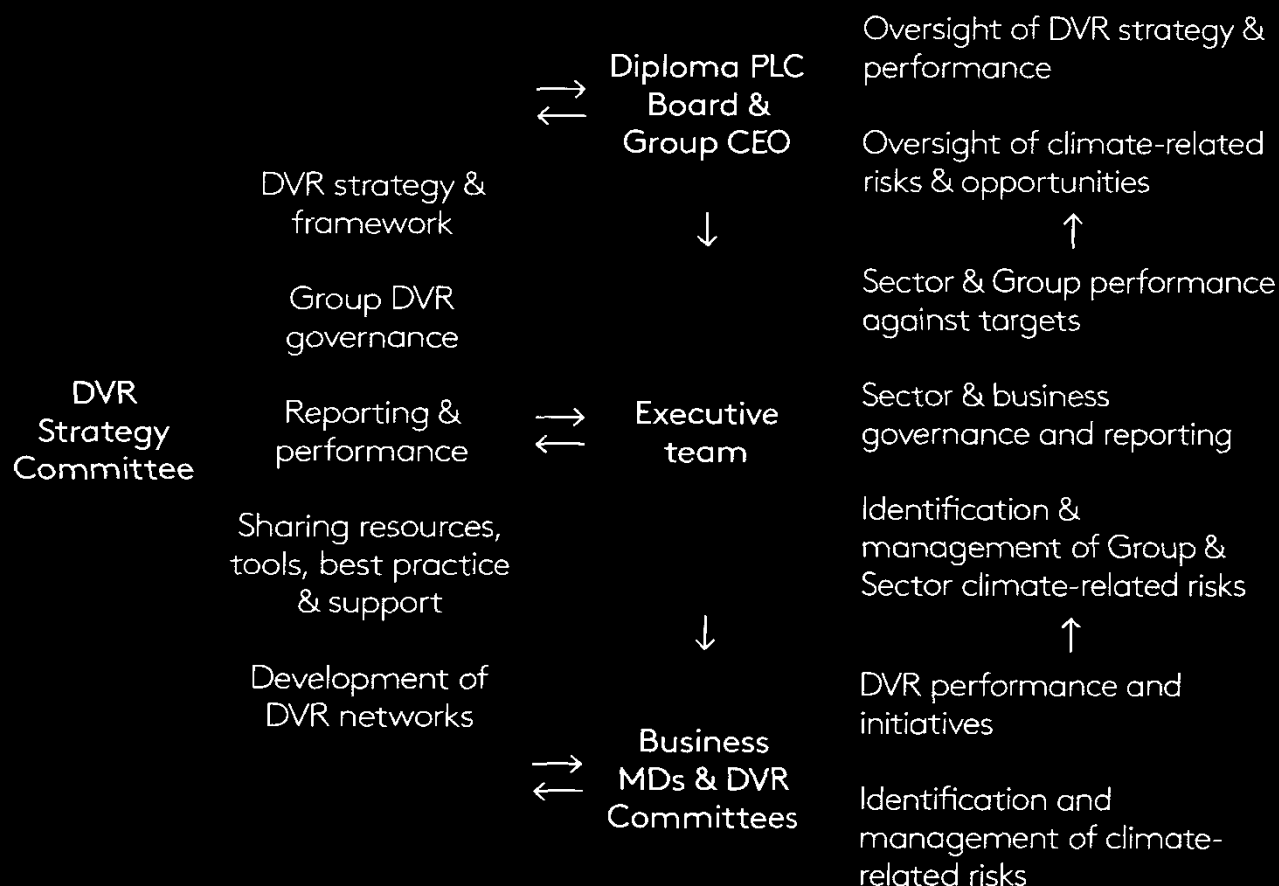 DVR
Strategy
Committee
DVR strategy &
framework
Group DVR
governance
Reporting &
performance
Sharing resources,
tools, best practice
& support
Development of
DVR networks
Diploma PLC
Board &
Group CEO
Executive
team
Business
MDs & DVR
Committees
Oversight of DVR strategy &
performance
Oversight of climate-related
risks & opportunities
Sector & Group performance
against targets
Sector & business
governance and reporting
Identification &
management of Group &
Sector climate-related risks
DVR performance and
initiatives
Identification and
management of climate-
related risks